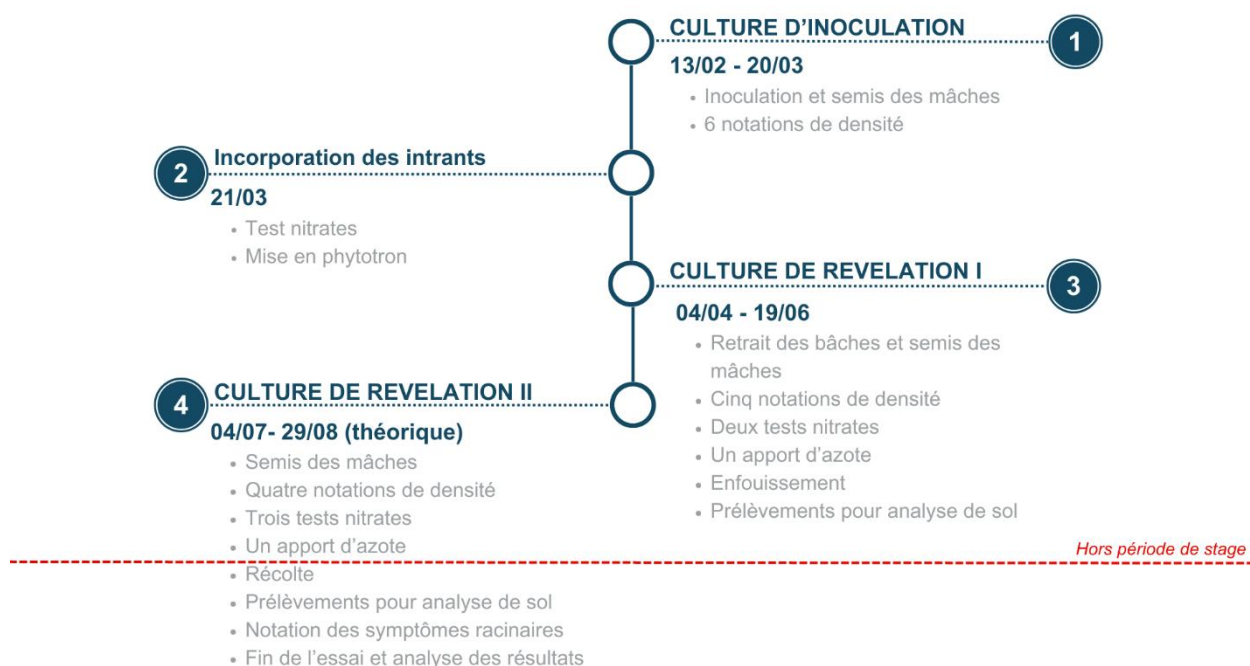 CULTURE D'INOCULATION
1
13/02 - 20/03
• Inoculation et semis des mâches
• 6 notations de densité
2
Incorporation des intrants
21/03
• Test nitrates
• Mise en phytotron
CULTURE DE REVELATION I
3
04/04 - 19/06
• Retrait des bâches et semis des
mâches
• Cinq notations de densité
• Deux tests nitrates
• Un apport d'azote
• Enfouissement
• Prélèvements pour analyse de sol
4
CULTURE DE REVELATION II
04/07- 29/08 (théorique)
• Semis des mâches
• Quatre notations de densité
• Trois tests nitrates
• Un apport d'azote
Hors période de stage
• Récolte
• Prélèvements pour analyse de sol
• Notation des symptômes racinaires
• Fin de l'essai et analyse des résultats